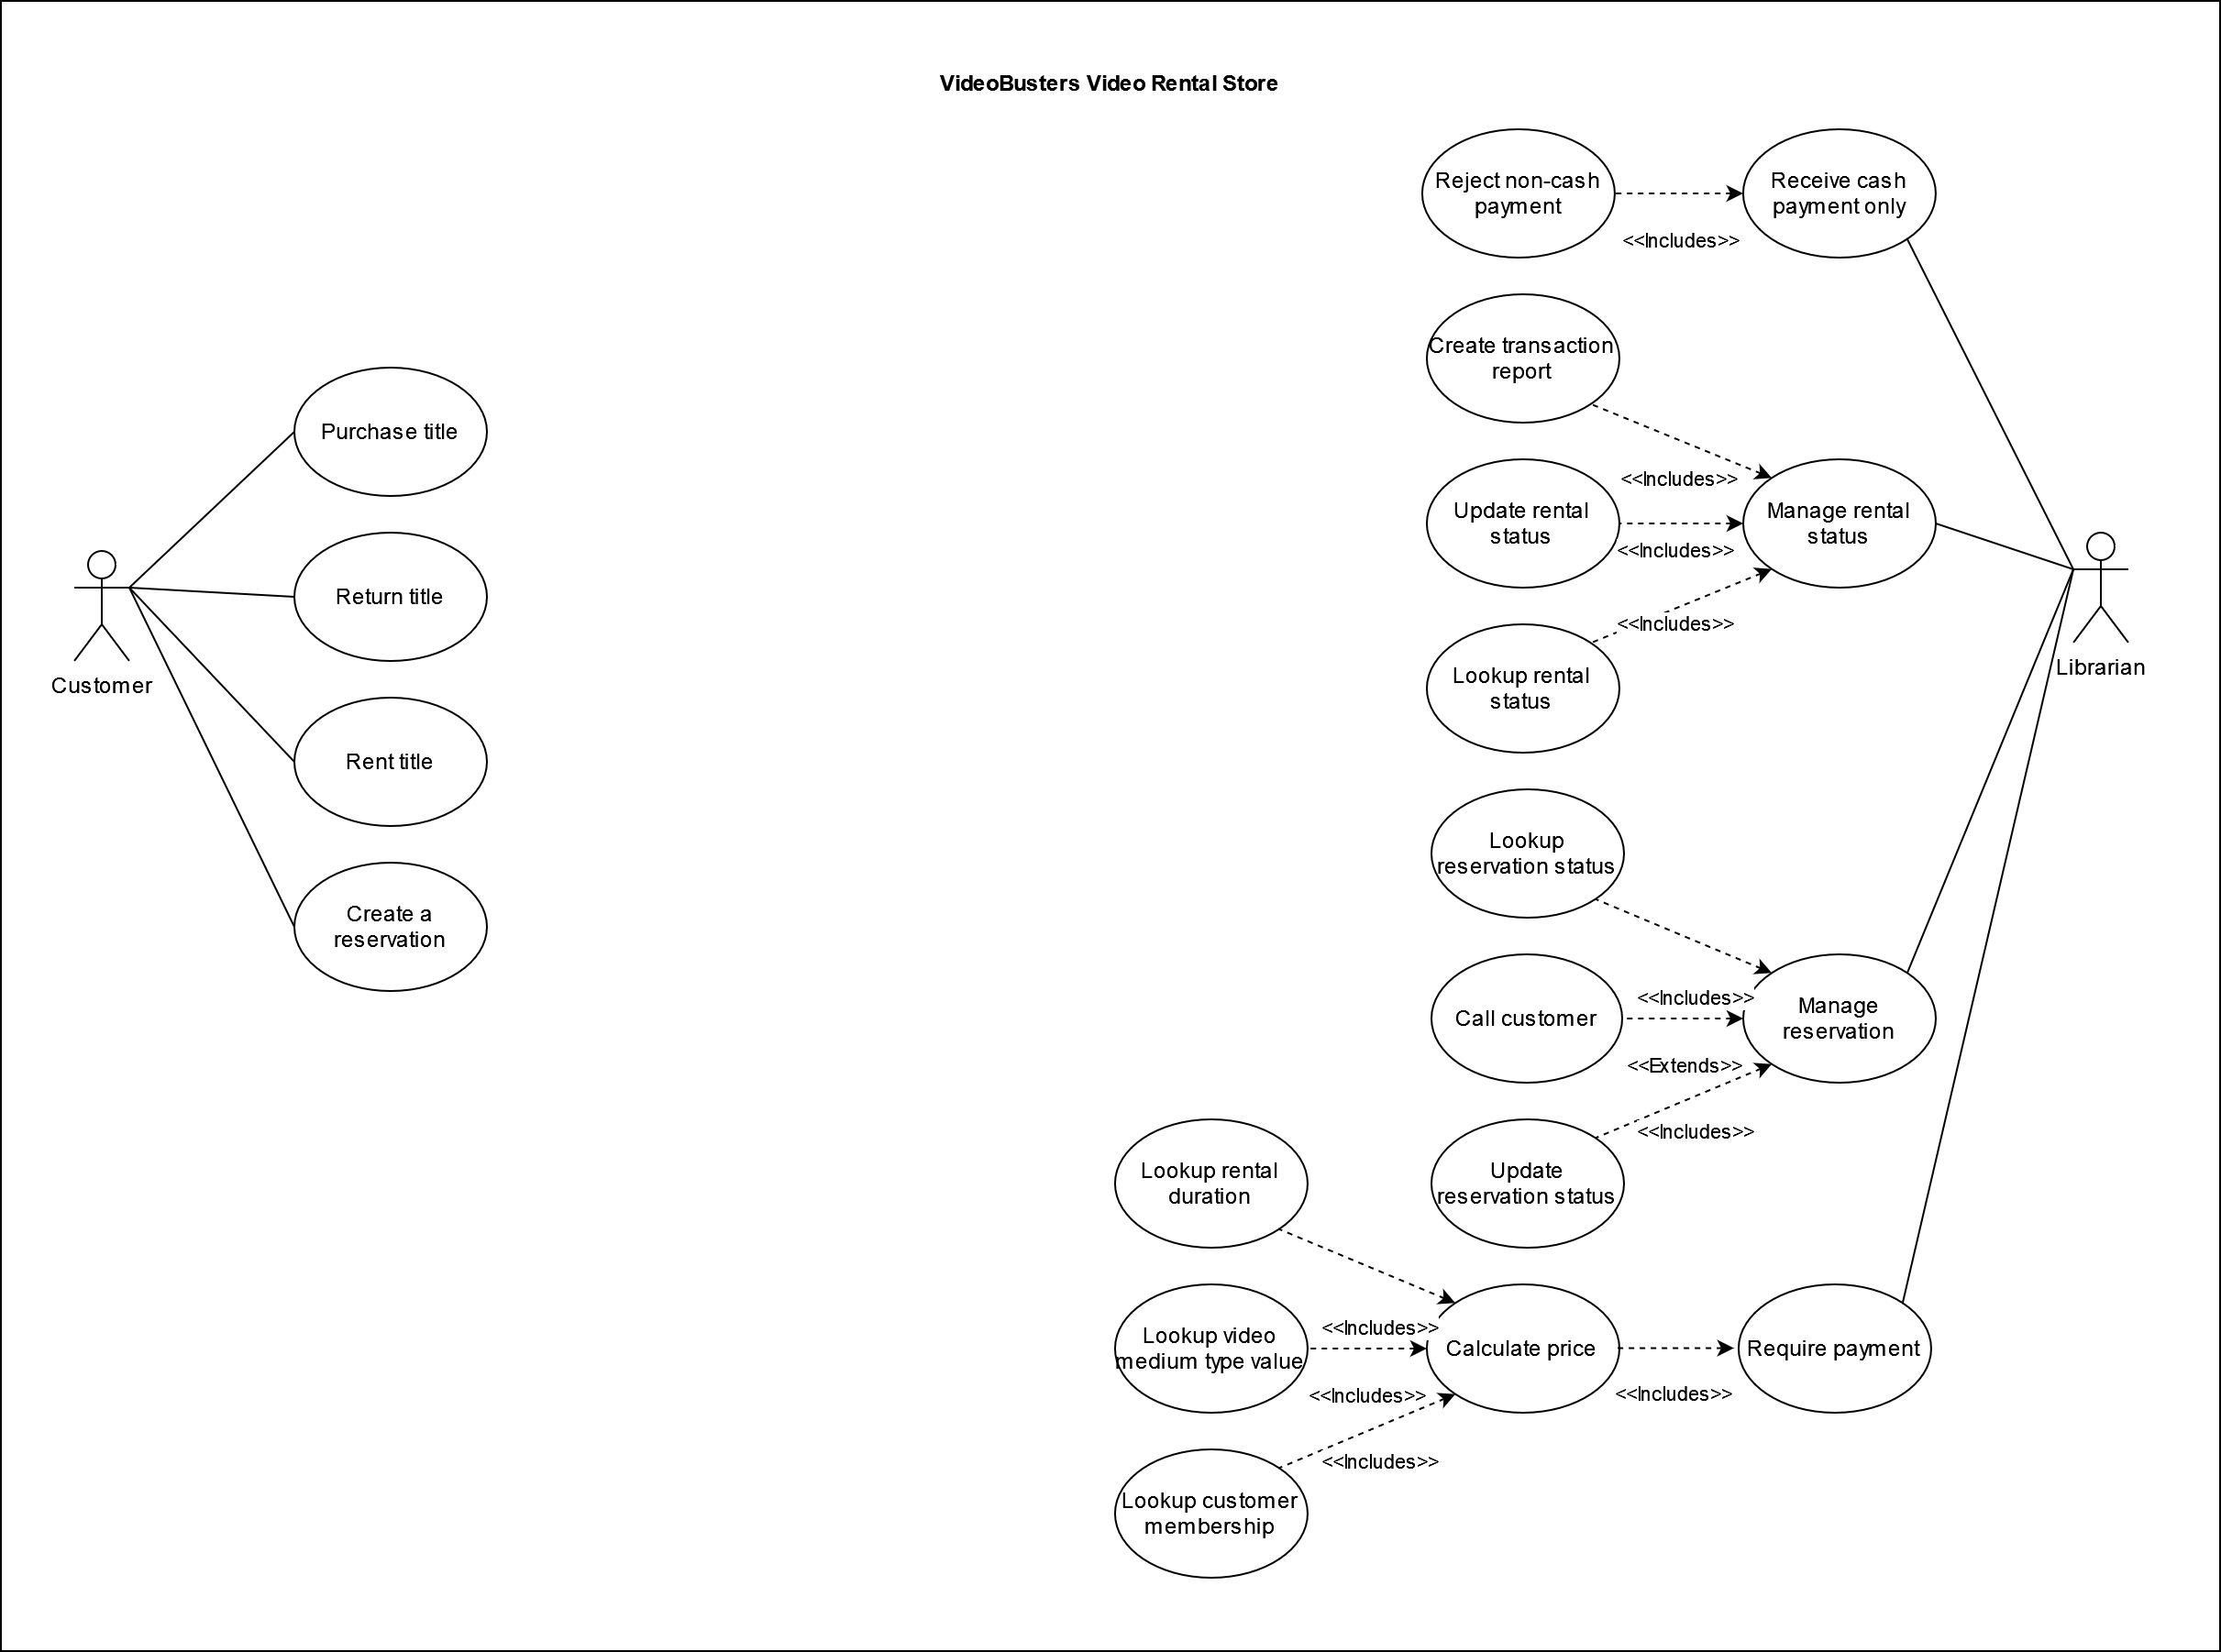 VideoBusters Video Rental Store
Reject non-cash
payment
<<Includes>>
Receive cash
payment only
Create transaction
report
<<Includes>>
Update rental
status
<<Includes>>
Manage rental
status
Lookup rental
status
<<Includes>>
Purchase title
Return title
Rent title
Create a
reservation
Customer
Librarian
Lookup
reservation status
<<Includes>>
Call customer
<<Extends>>
Manage
reservation
Update
reservation status
<<Includes>>
Lookup rental
duration
<<Includes>>
Lookup video
medium type value
<<Includes>>
Calculate price
<<Includes>>
Require payment
Lookup customer
membership
<<Includes>>